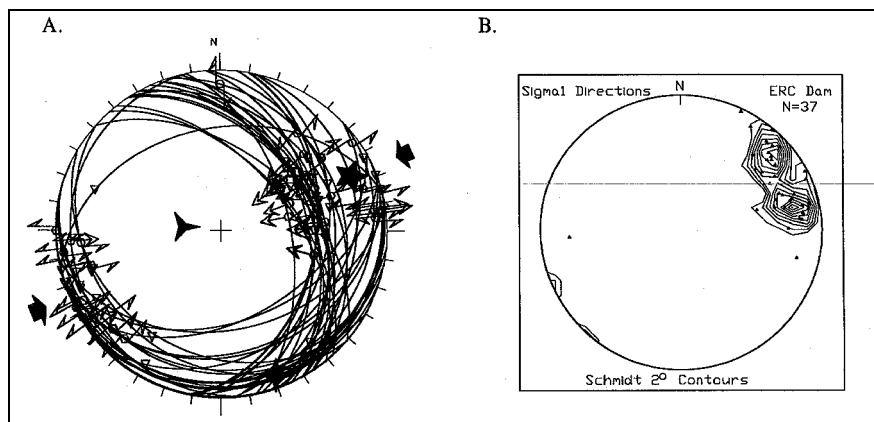 A.
N
B.
N
Sigma1 Directions
ERC Dam
N=37
Schmidt 2° Contours